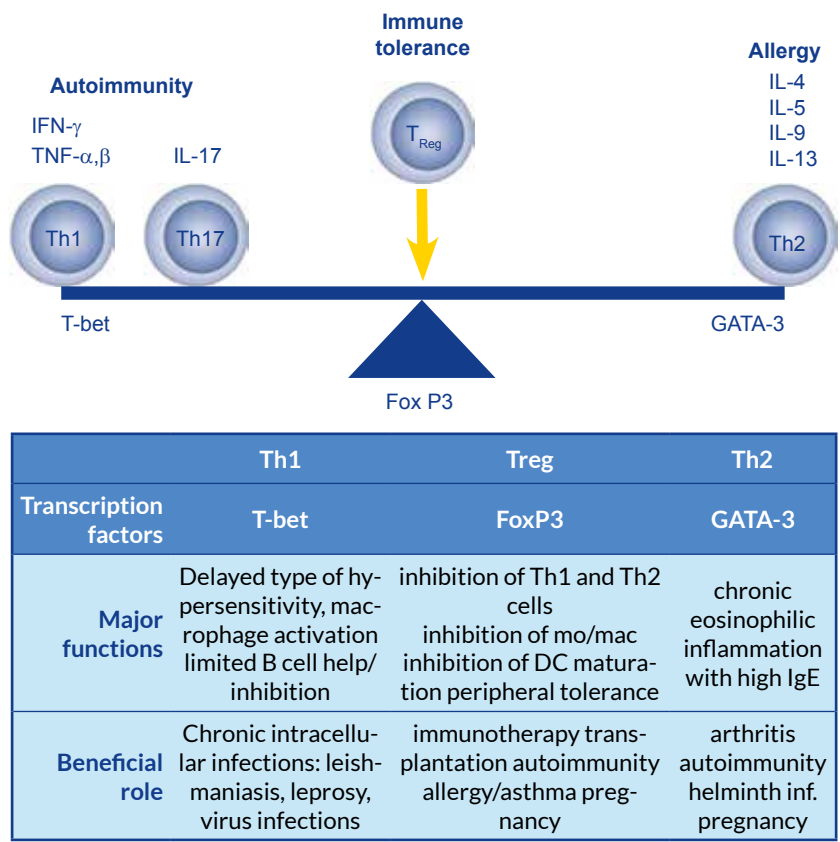 Immune
tolerance
Allergy
IL-4
IL-5
IL-9
IL-13
Autoimmunity
IFN-γ
TNF-α,β
IL-17
TReg
Th1
Th17
Th2
T-bet
GATA-3
Fox P3
Th1
Treg
Th2
Transcription
factors
T-bet
FoxP3
GATA-3
Major
functions
Delayed type of hy-
persensitivity, mac-
rophage activation
limited B cell help/
inhibition
inhibition of Th1 and Th2
cells
inhibition of mo/mac
inhibition of DC matura-
tion peripheral tolerance
chronic
eosinophilic
inflammation
with high IgE
Beneficial
role
Chronic intracellu-
lar infections: leish-
maniasis, leprosy,
virus infections
immunotherapy trans-
plantation autoimmunity
allergy/asthma preg-
nancy
arthritis
autoimmunity
helminth inf.
pregnancy